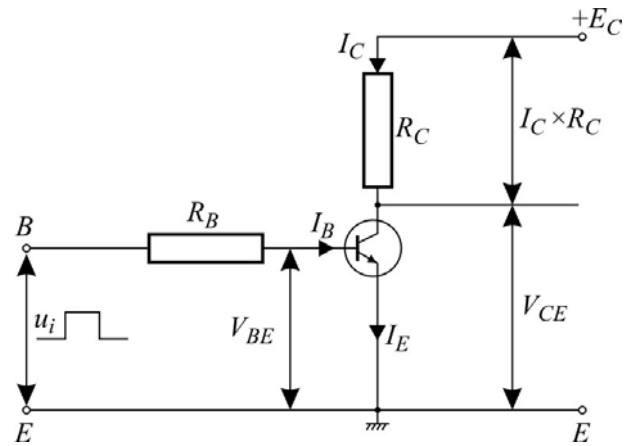 +E_C
I_C
R_C
I_C × R_C
R_B
B
I_B
u_i
V_BE
V_CE
I_E
E
E